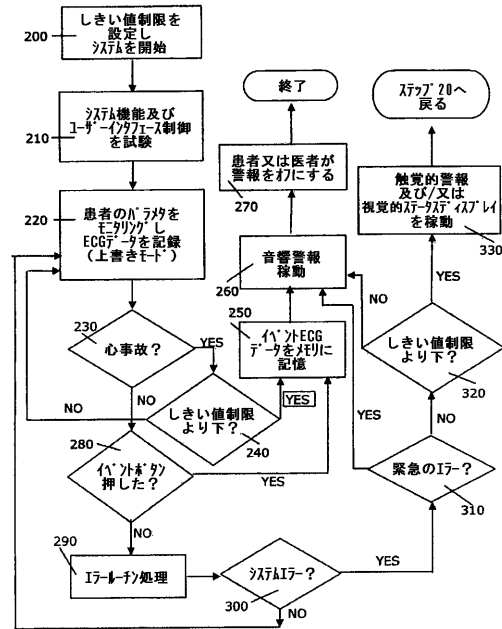 200
しきい値制限を
設定し
システムを開始
210
システム機能及び
ユーザーインタフェース制御
を試験
220
患者のパラメタを
モニタリングし
ECGデータを記録
(上書きモード)
230
心事故?
YES
NO
しきい値制限
より下?
240
NO
YES
250
イベントECG
データをメモリに
記憶
260
音響警報
稼動
270
患者又は医者が
警報をオフにする
終了
280
イベントボタン
押した?
YES
NO
290
エラールーチン処理
システムエラー?
300
NO
YES
緊急のエラー?
310
YES
NO
しきい値制限
より下?
320
NO
YES
触覚的警報
及び/又は
視覚的ステータスディスプレイ
を稼動
330
ステップ20へ
戻る